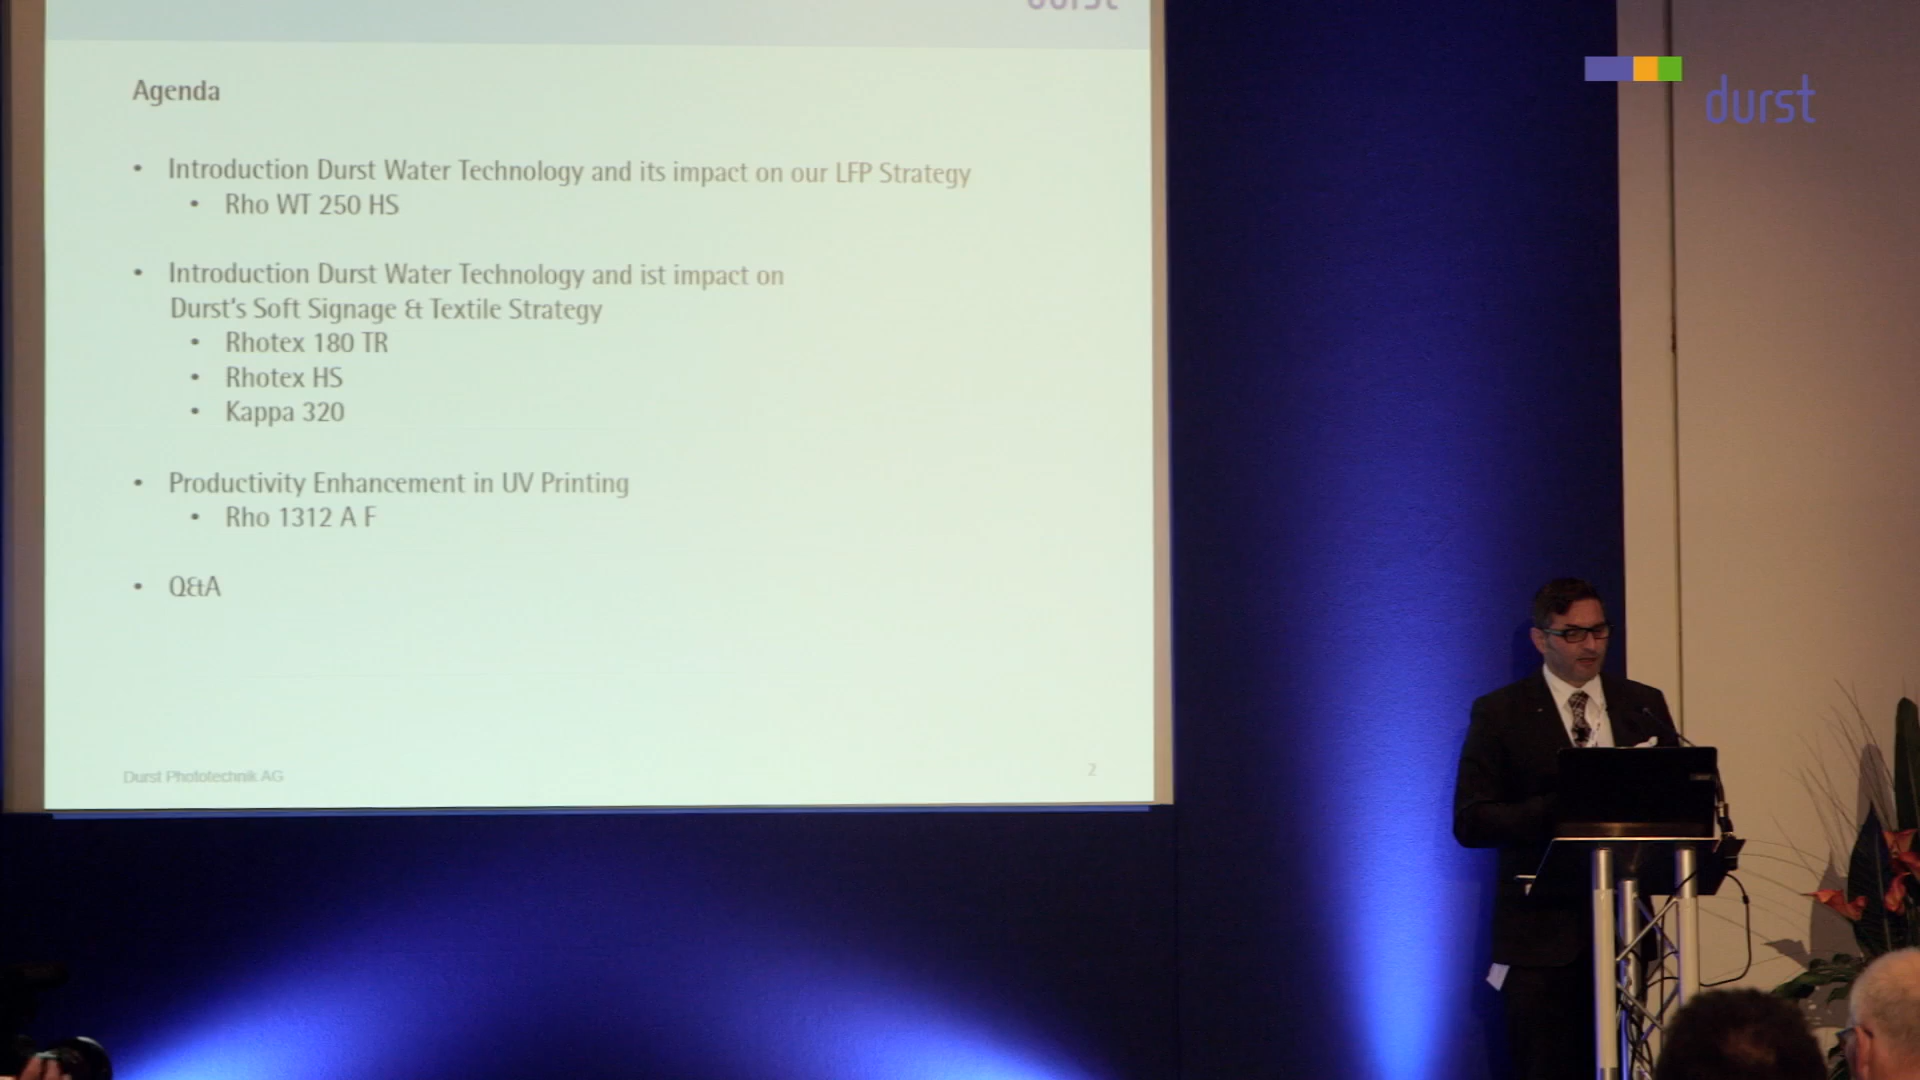 durst
durst
Agenda
• Introduction Durst Water Technology and its impact on our LFP Strategy
• Rho WT 250 HS
• Introduction Durst Water Technology and ist impact on
Durst's Soft Signage & Textile Strategy
• Rhotex 180 TR
• Rhotex HS
• Kappa 320
• Productivity Enhancement in UV Printing
• Rho 1312 A F
• Q&A
Durst Phototechnik AG
2